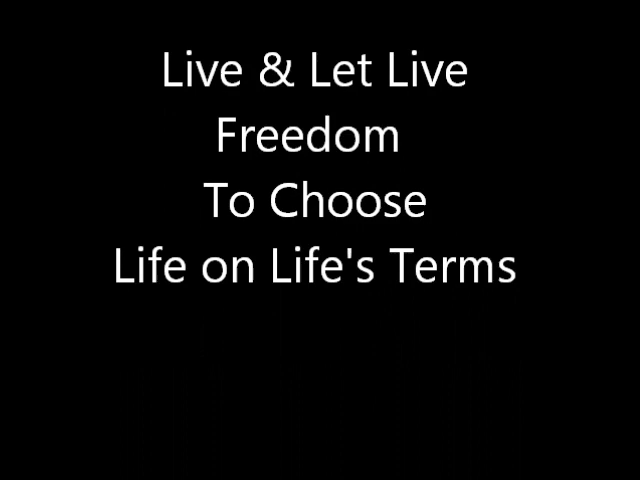 Live & Let Live
Freedom
To Choose
Life on Life's Terms